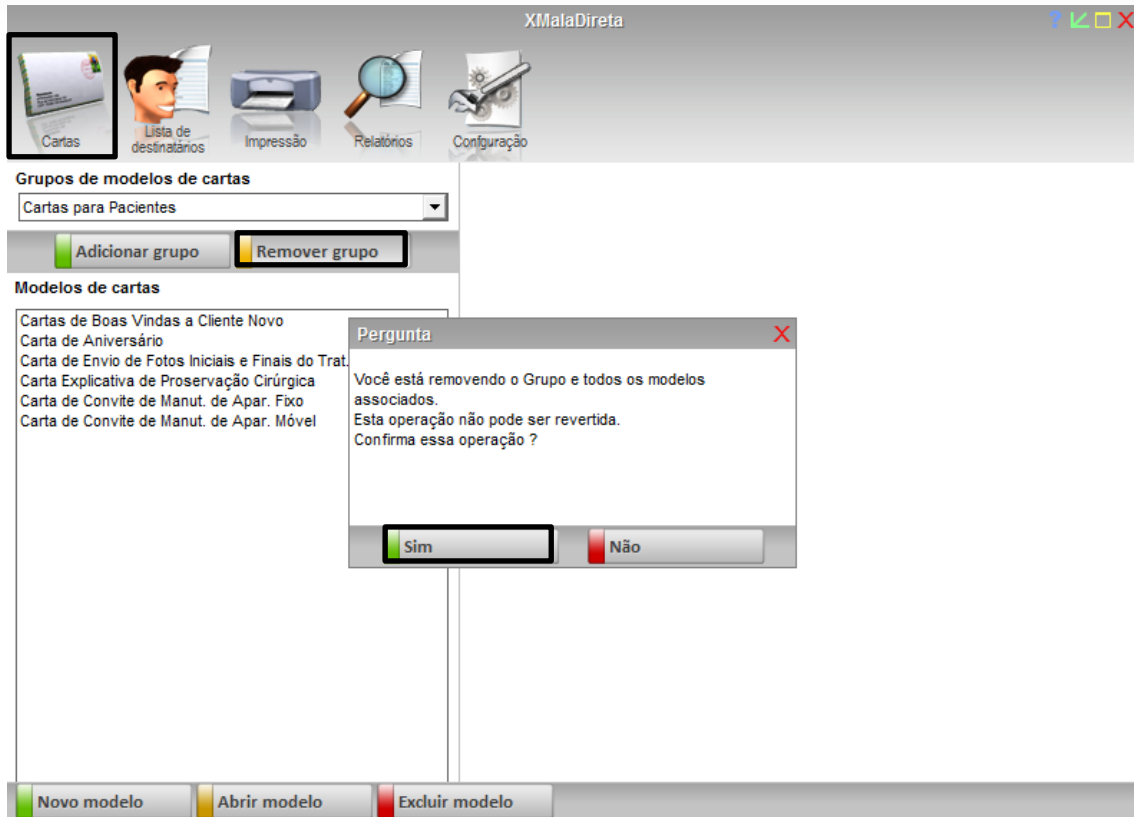 XMalaDireta
?
Cartas
Lista de
destinatários
Impressão
Relatórios
Configuração
Grupos de modelos de cartas
Cartas para Pacientes
Adicionar grupo
Remover grupo
Modelos de cartas
Cartas de Boas Vindas a Cliente Novo
Carta de Aniversário
Carta de Envio de Fotos Iniciais e Finais do Trat.
Carta Explicativa de Proservação Cirúrgica
Carta de Convite de Manut. de Apar. Fixo
Carta de Convite de Manut. de Apar. Móvel
Pergunta
Você está removendo o Grupo e todos os modelos
associados.
Esta operação não pode ser revertida.
Confirma essa operação ?
Sim
Não
Novo modelo
Abrir modelo
Excluir modelo